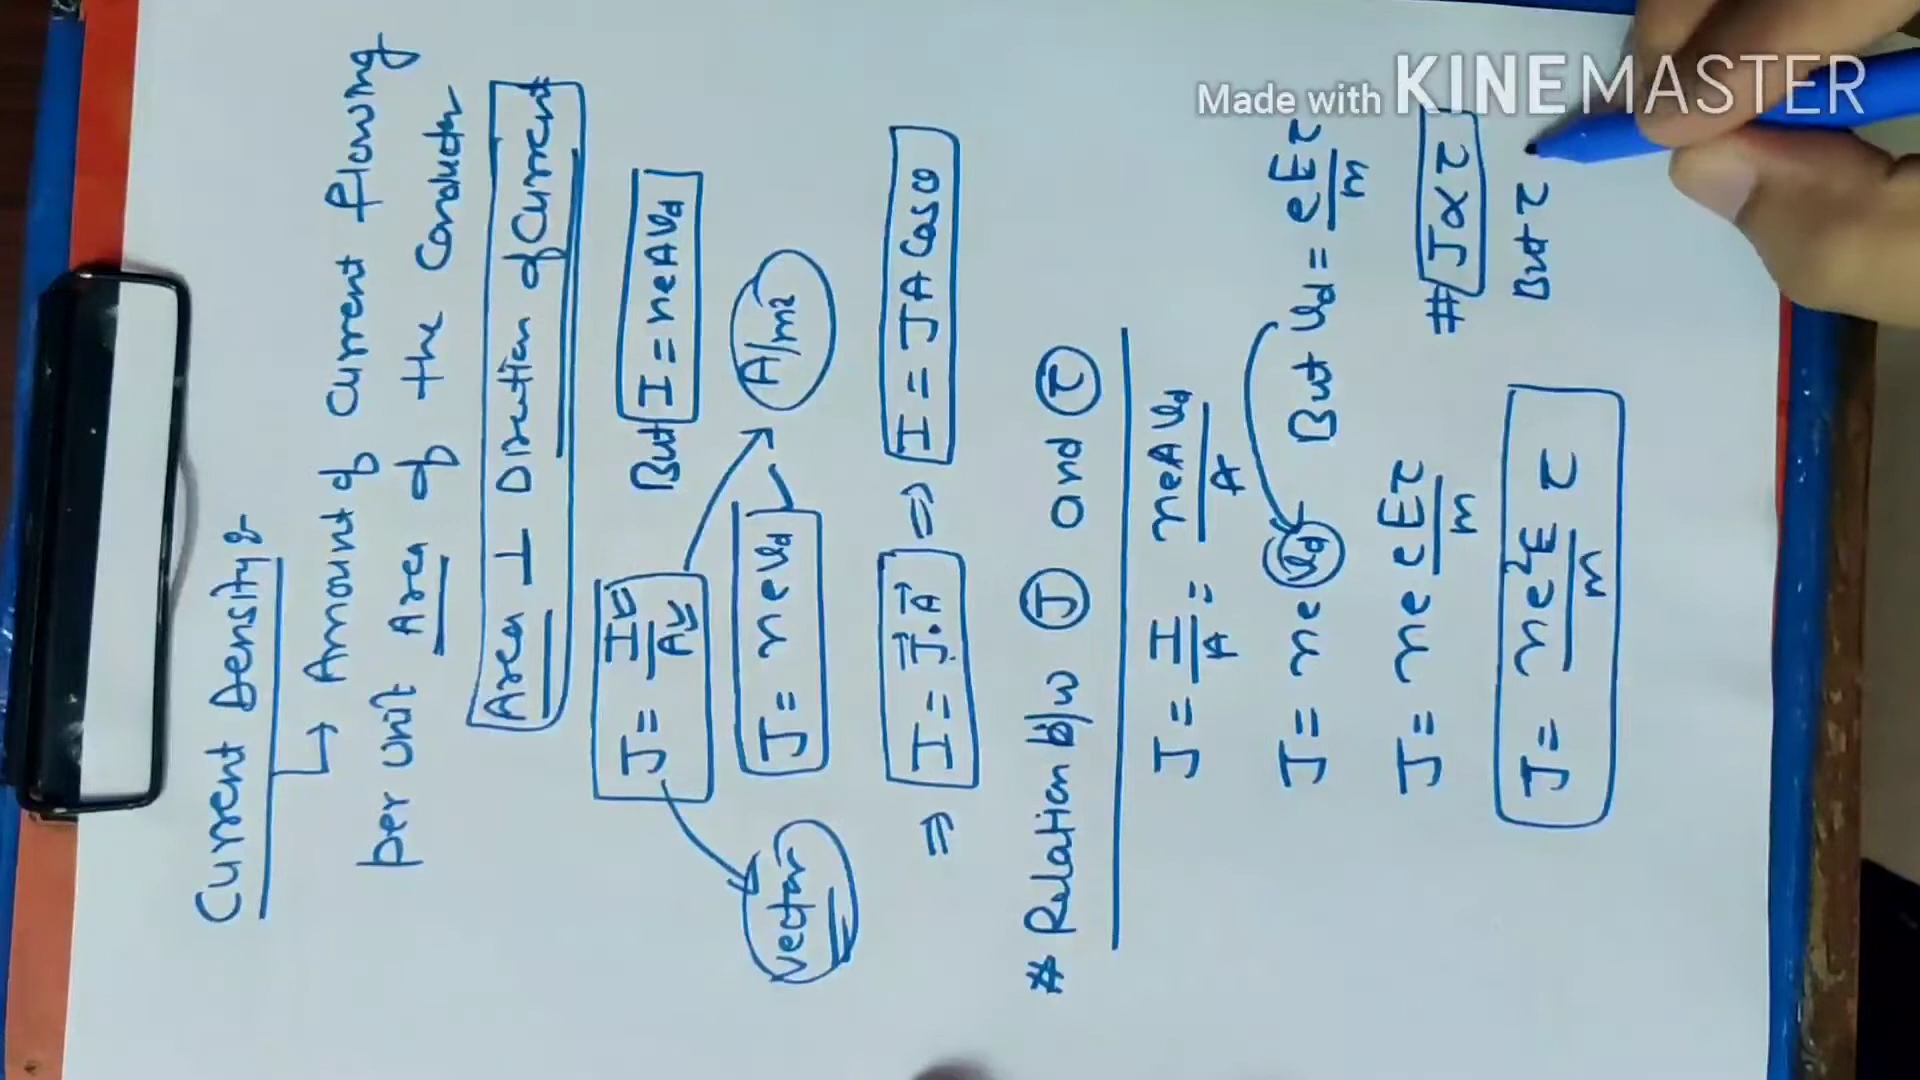 Made with KINEMASTER
Current Density :-
↳ Amount of Current flowing
per unit Area of the Conductor
Area ⊥ Direction of Current
J = I/A But I = neAVd
J = neVd A/m²
Vector
⇒ I = J⃗.A⃗ ⇒ I = JA Cosθ
# Relation b/w J and τ
J = I/A = neAVd/A
J = neVd But Vd = eEτ/m
J = ne eEτ/m # J ∝ τ
J = ne²E/m τ But τ